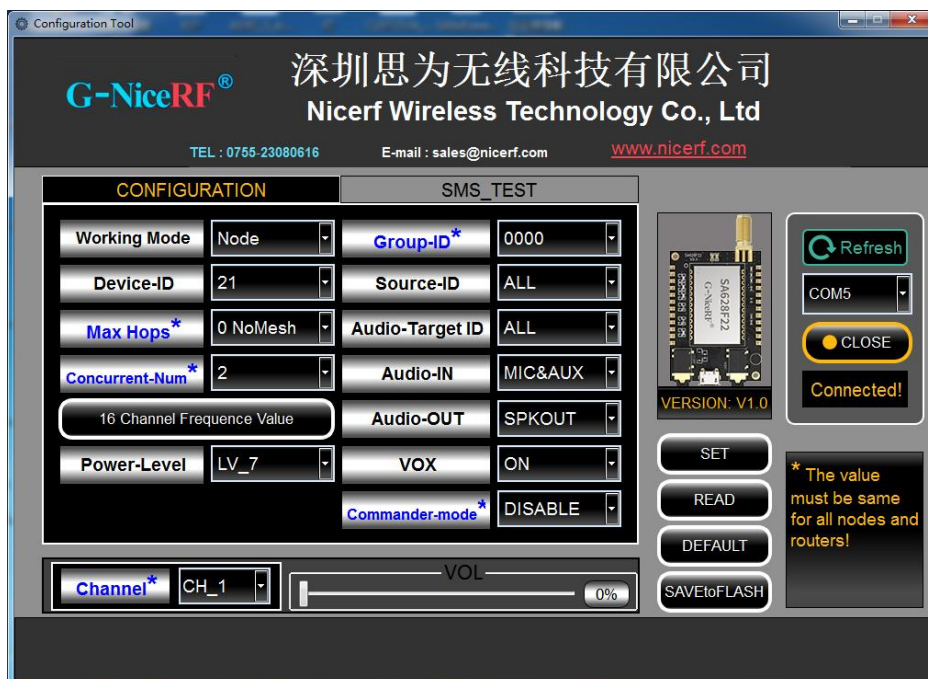 Configuration Tool
G-NiceRF®
深圳思为无线科技有限公司
Nicerf Wireless Technology Co., Ltd
TEL : 0755-23080616
E-mail : sales@nicerf.com
www.nicerf.com
CONFIGURATION
SMS_TEST
Working Mode
Node
Group-ID*
0000
Device-ID
21
Source-ID
ALL
Max Hops*
0 NoMesh
Audio-Target ID
ALL
Concurrent-Num*
2
Audio-IN
MIC&AUX
16 Channel Frequence Value
Audio-OUT
SPKOUT
Power-Level
LV_7
VOX
ON
Commander-mode*
DISABLE
Channel*
CH_1
VOL
0%
SA628F22
G-NiceRF®
VERSION: V1.0
SET
READ
DEFAULT
SAVEtoFLASH
Refresh
COM5
CLOSE
Connected!
* The value
must be same
for all nodes and
routers!